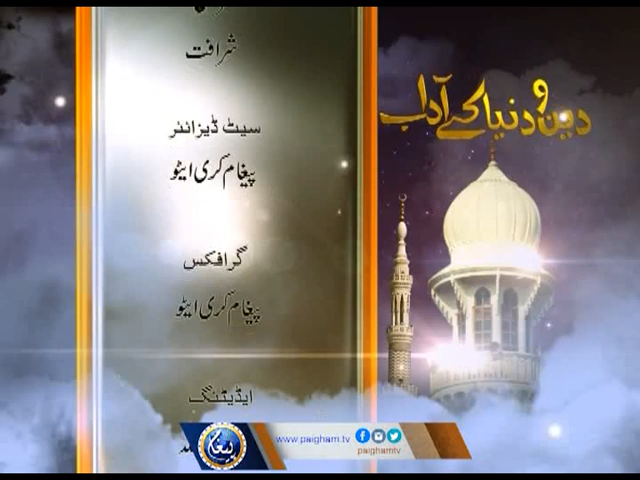 شرافت
سیٹ ڈیزائنر
پیغام کری ایٹو
گرافکس
پیغام کری ایٹو
ایڈیٹنگ
دین و دنیا کے آداب
پیغام
www.paigham.tv
paighamtv